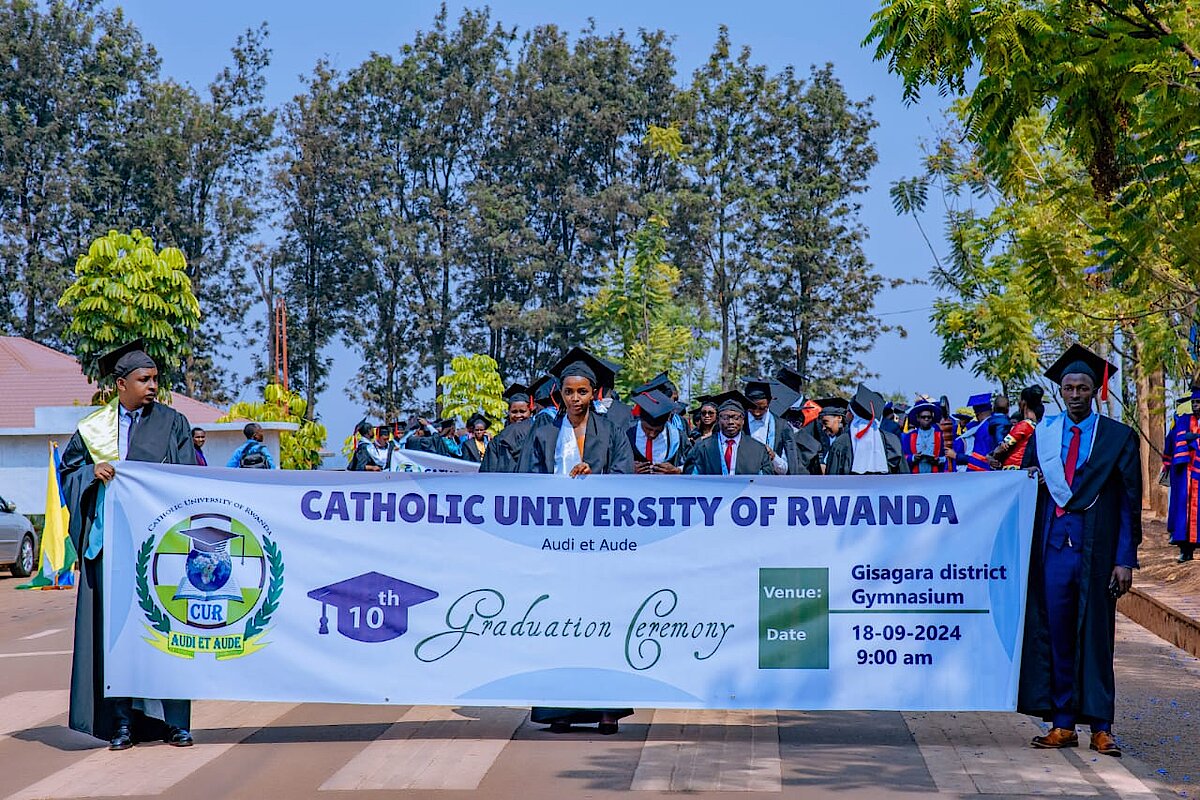 CATHOLIC UNIVERSITY OF RWANDA
Audi et Aude
CATHOLIC UNIVERSITY OF RWANDA
CUR
AUDI ET AUDE
10th
Graduation Ceremony
Venue: Gisagara district
Gymnasium
Date 18-09-2024
9:00 am
CATHOLIC